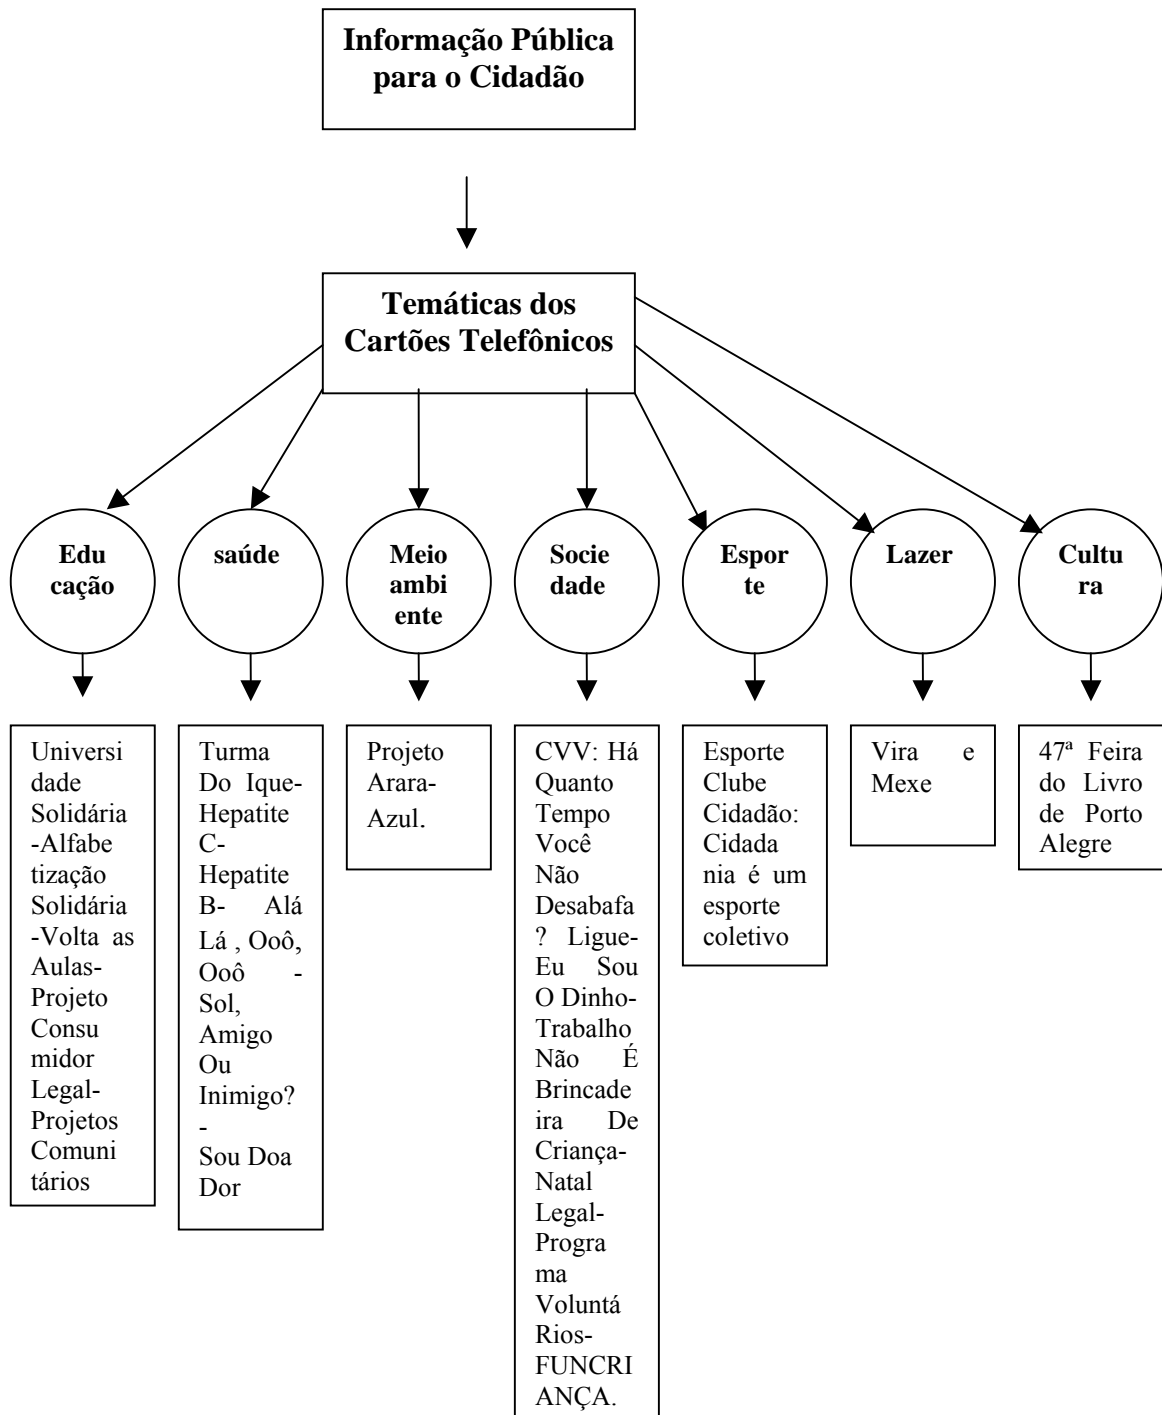 Informação Pública
para o Cidadão
Temáticas dos
Cartões Telefônicos
Edu
cação
saúde
Meio
ambi
ente
Socie
dade
Espor
te
Lazer
Cultu
ra
Universi
dade
Solidária
-Alfabe
tização
Solidária
-Volta as
Aulas-
Projeto
Consu
midor
Legal-
Projetos
Comuni
tários
Turma
Do Ique-
Hepatite
C-
Hepatite
B- Alá
Lá , Ooô,
Ooô -
Sol,
Amigo
Ou
Inimigo?
-
Sou Doa
Dor
Projeto
Arara-
Azul.
CVV: Há
Quanto
Tempo
Você
Não
Desabafa
? Ligue-
Eu Sou
O Dinho-
Trabalho
Não É
Brincade
ira De
Criança-
Natal
Legal-
Progra
ma
Voluntá
Rios-
FUNCRI
ANÇA.
Esporte
Clube
Cidadão:
Cidada
nia é um
esporte
coletivo
Vira e
Mexe
47ª Feira
do Livro
de Porto
Alegre